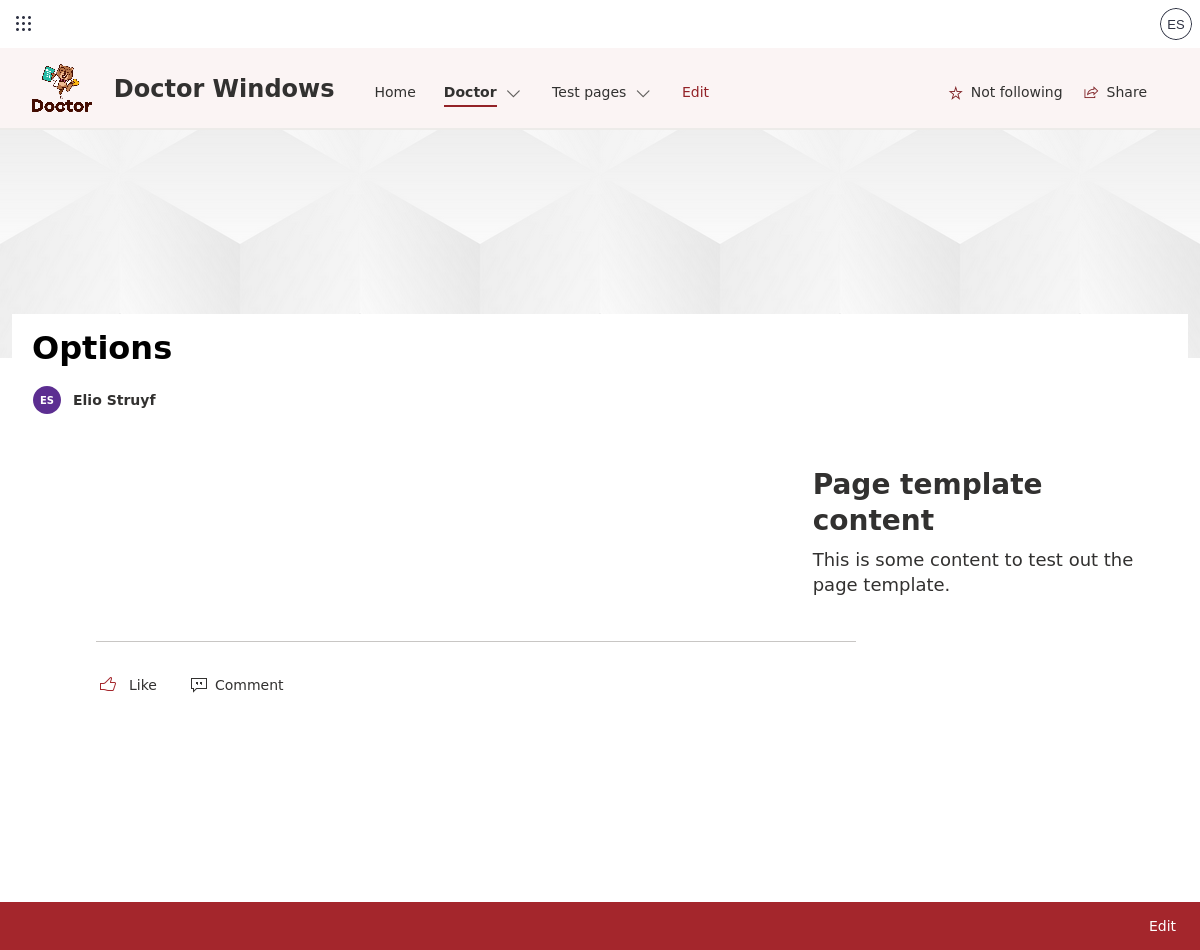 ES
Doctor
Doctor Windows
Home
Doctor
Test pages
Edit
Not following
Share
Options
ES
Elio Struyf
Page template
content
This is some content to test out the
page template.
Like
Comment
Edit